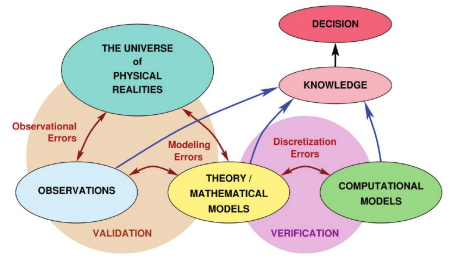 DECISION
THE UNIVERSE
of
PHYSICAL
REALITIES
KNOWLEDGE
Observational
Errors
Modeling
Errors
Discretization
Errors
OBSERVATIONS
THEORY /
MATHEMATICAL
MODELS
COMPUTATIONAL
MODELS
VALIDATION
VERIFICATION